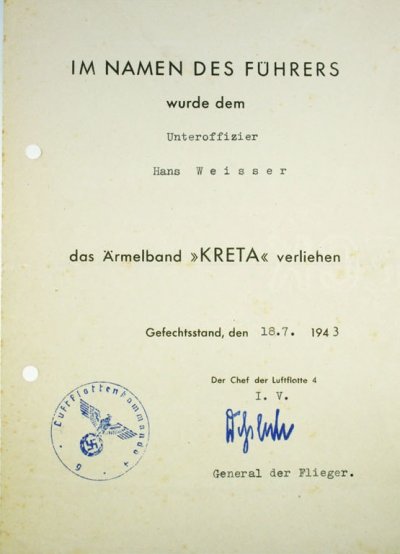 IM NAMEN DES FÜHRERS
wurde dem
Unteroffizier
Hans Weisser
das Ärmelband »KRETA« verliehen
Gefechtsstand, den 18.7. 1943
Der Chef der Luftflotte 4
I. V.
General der Flieger.
Luftflottenkommando 4